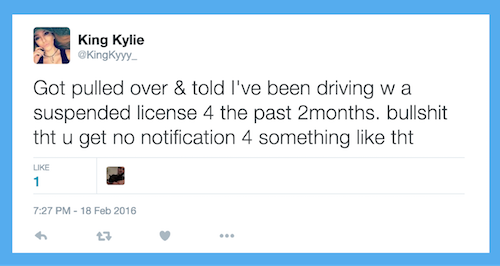 King Kylie
@KingKyyy_
Got pulled over & told I've been driving w a
suspended license 4 the past 2months. bullshit
tht u get no notification 4 something like tht
LIKE
1
7:27 PM - 18 Feb 2016